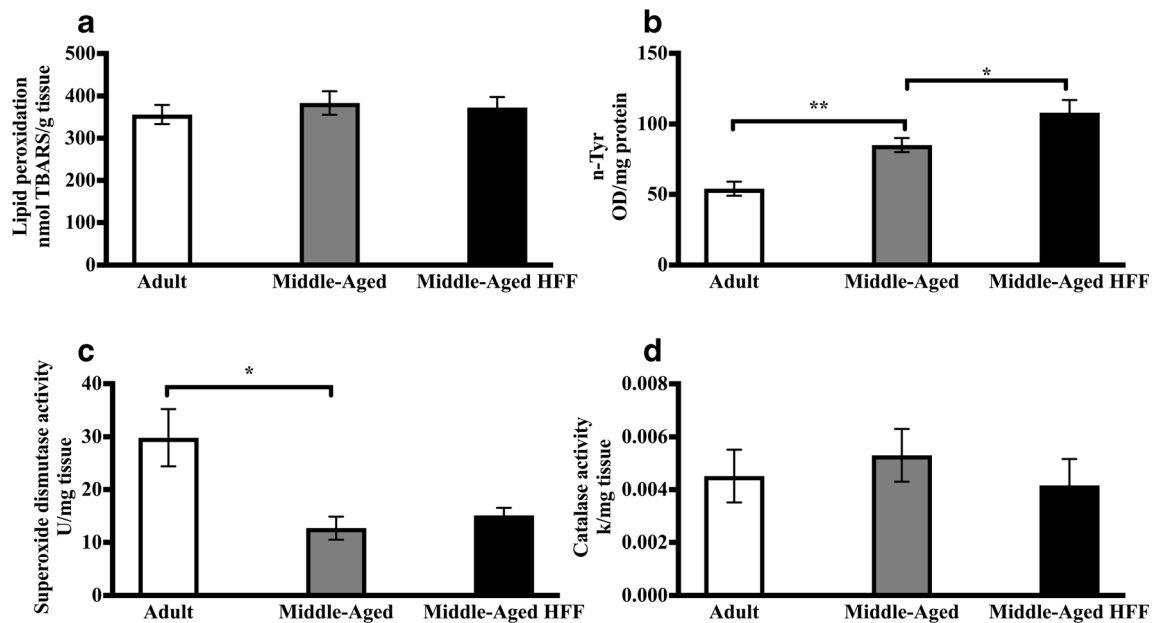 a
Lipid peroxidation
nmol TBARS/g tissue
500
400
300
200
100
0
Adult
Middle-Aged
Middle-Aged HFF
b
n-Tyr
OD/mg protein
150
100
50
0
**
*
Adult
Middle-Aged
Middle-Aged HFF
c
Superoxide dismutase activity
U/mg tissue
40
30
20
10
0
*
Adult
Middle-Aged
Middle-Aged HFF
d
Catalase activity
k/mg tissue
0.008
0.006
0.004
0.002
0.000
Adult
Middle-Aged
Middle-Aged HFF